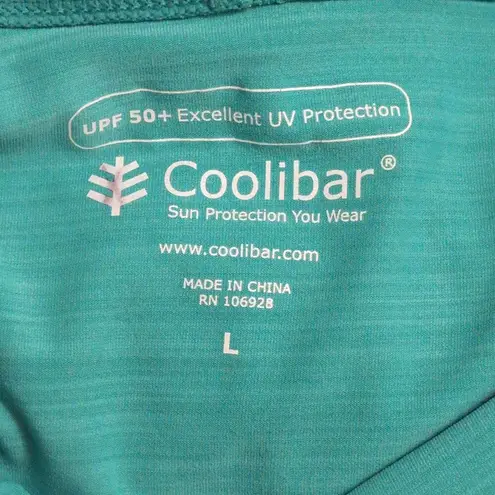 UPF 50+ Excellent UV Protection
Coolibar®
Sun Protection You Wear
www.coolibar.com
MADE IN CHINA
RN 106928
L